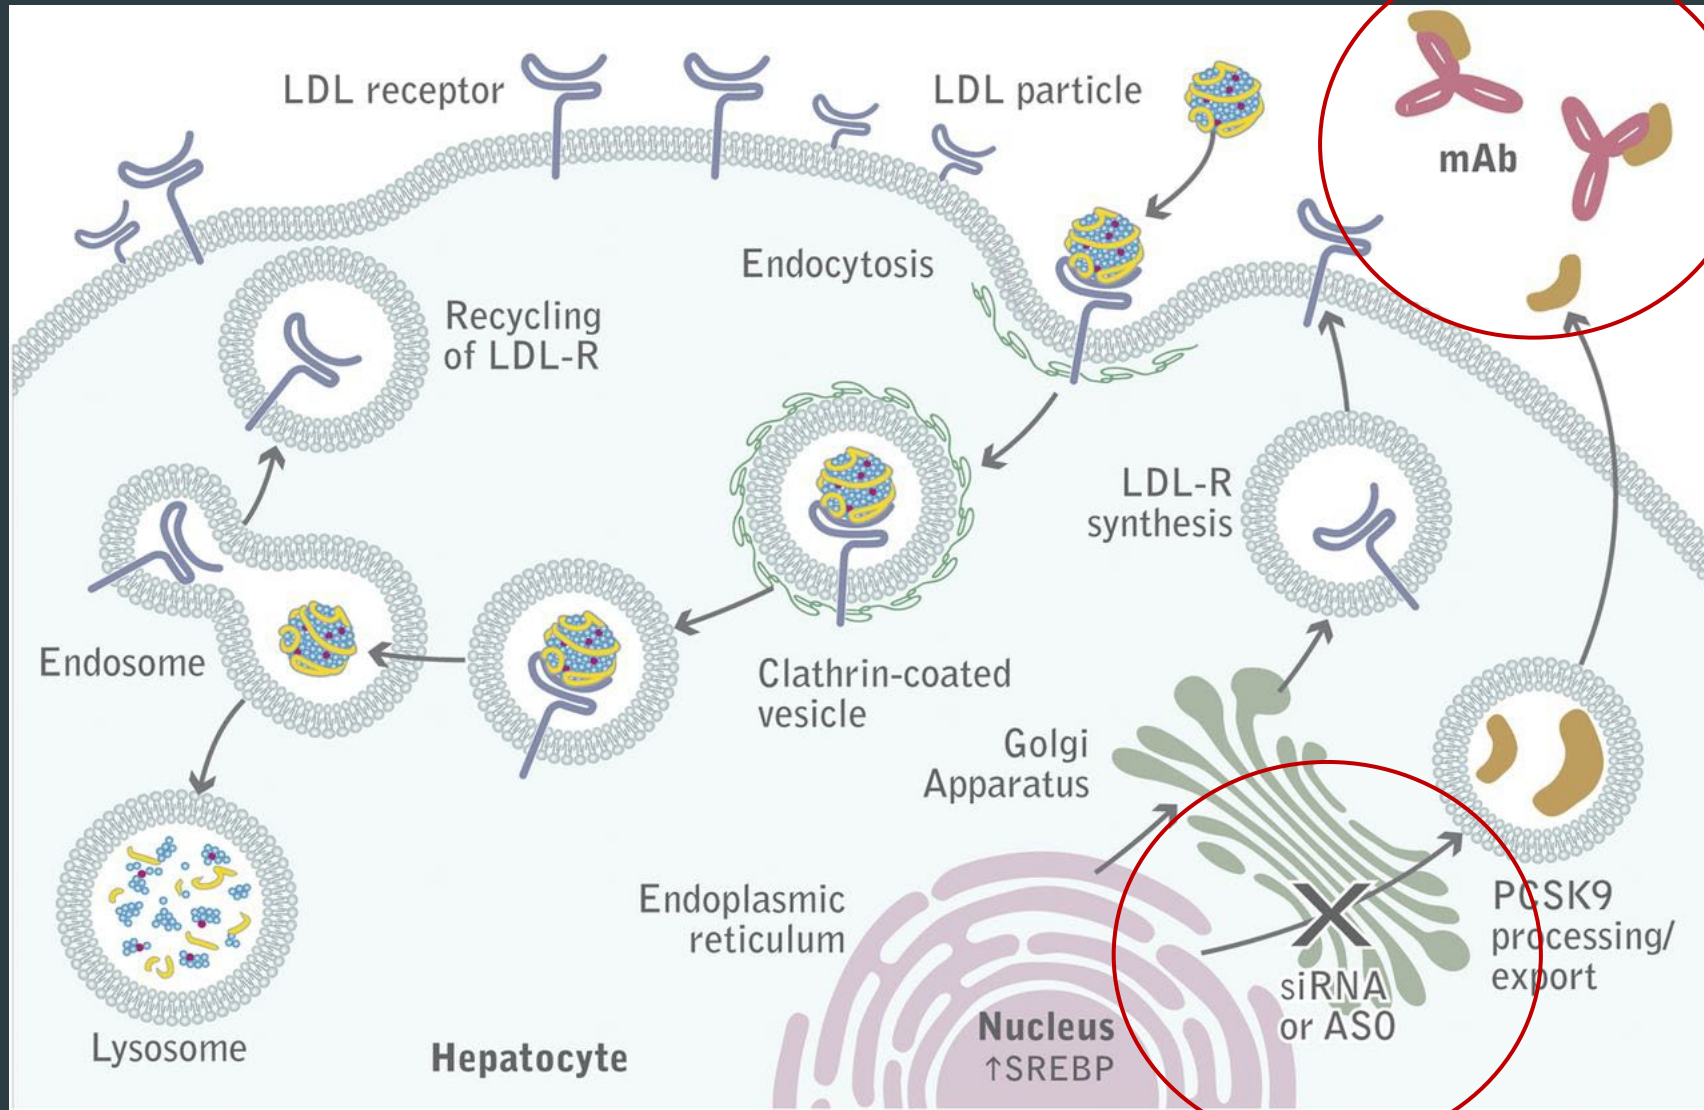 LDL receptor
LDL particle
mAb
Endocytosis
Recycling
of LDL-R
LDL-R
synthesis
Endosome
Clathrin-coated
vesicle
Golgi
Apparatus
Endoplasmic
reticulum
PCSK9
processing/
export
siRNA
or ASO
Nucleus
↑SREBP
Lysosome
Hepatocyte